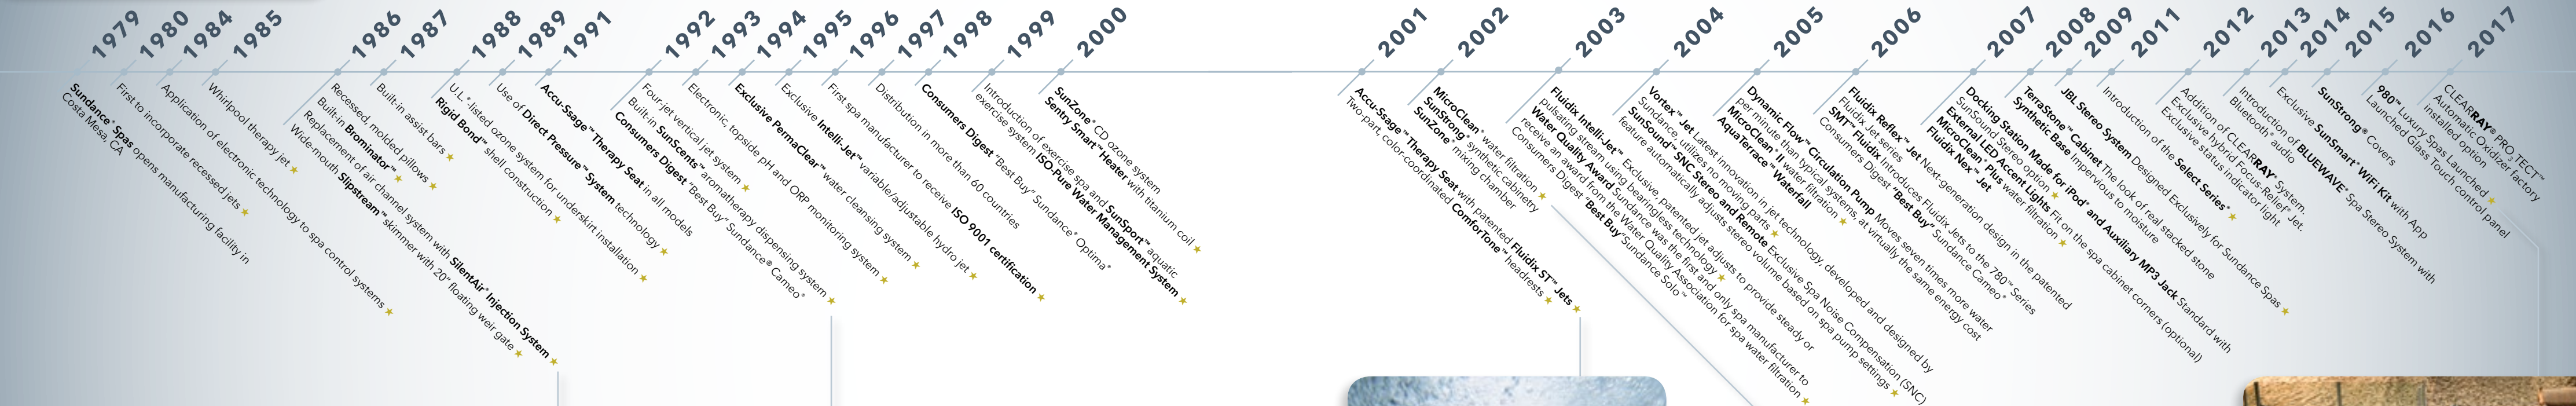 1979
Sundance® Spas opens manufacturing facility in
Costa Mesa, CA
1980
First to incorporate recessed jets
1984
Application of electronic technology to spa control systems
1985
Whirlpool therapy jet
1986
Recessed, molded pillows
Built-in Brominator™
Replacement of air channel system with SilentAir® Injection System
Wide-mouth Slipstream™ skimmer with 20" floating weir gate
1987
Built-in assist bars
1988
U.L.®-listed ozone system for underskirt installation
Rigid Bond™ shell construction
1989
Use of Direct Pressure™ System technology
1991
Accu-Ssage™ Therapy Seat in all models
1992
Four-jet vertical jet system
Built-in SunScents™ aromatherapy dispensing system
Consumers Digest "Best Buy" Sundance® Cameo®
1993
Electronic, topside pH and ORP monitoring system
1994
Exclusive PermaClear™ water cleansing system
1995
Exclusive Intelli-Jet™ variable/adjustable hydro jet
1996
First spa manufacturer to receive ISO 9001 certification
1997
Distribution in more than 60 countries
1998
Consumers Digest "Best Buy" Sundance® Optima®
1999
Introduction of exercise spa and SunSport™ aquatic
exercise system ISO-Pure Water Management System
2000
SunZone® CD ozone system
Sentry Smart™ Heater with titanium coil
2001
Accu-Ssage™ Therapy Seat with patented Fluidix ST™ Jets
Two-part, color-coordinated ComforTone™ headrests
2002
MicroClean® water filtration
SunStrong® synthetic cabinetry
SunZone® mixing chamber
2003
Fluidix Intelli-Jet™ Exclusive, patented jet adjusts to provide steady or
pulsating stream using bearingless technology
Water Quality Award Sundance was the first and only spa manufacturer to
receive an award from the Water Quality Association for spa water filtration
Consumers Digest "Best Buy" Sundance Solo™
2004
Vortex™ Jet Latest innovation in jet technology, developed and designed by
Sundance, utilizes no moving parts
SunSound™ SNC Stereo and Remote Exclusive Spa Noise Compensation (SNC)
feature automatically adjusts stereo volume based on spa pump settings
2005
Dynamic Flow™ Circulation Pump Moves seven times more water
per minute than typical systems, at virtually the same energy cost
MicroClean® II water filtration
AquaTerrace™ Waterfall
2006
Fluidix Reflex™ Jet Next-generation design in the patented
Fluidix Jet series
SMT™ Fluidix Introduces Fluidix Jets to the 780™ Series
Consumers Digest "Best Buy" Sundance Cameo®
2007
Docking Station Made for iPod® and Auxiliary MP3 Jack Standard with
SunSound Stereo option
External LED Accent Lights Fit on the spa cabinet corners (optional)
MicroClean® Plus water filtration
Fluidix Nex™ Jet
2008
TerraStone™ Cabinet The look of real stacked stone
Synthetic Base Impervious to moisture
2009
JBL Stereo System Designed Exclusively for Sundance Spas
2011
Introduction of the Select Series®
2012
Addition of CLEARRAY® System.
Exclusive Hybrid Focus-Relief® Jet.
Exclusive status indicator light
2013
Introduction of BLUEWAVE® Spa Stereo System with
Bluetooth® audio
2014
Exclusive SunSmart® WiFi Kit with App
2015
SunStrong® Covers
2016
980™ Luxury Spas Launched
Launched Glass Touch control panel
2017
CLEARRAY® PRO₃TECT™
Automatic Oxidizer factory
installed option